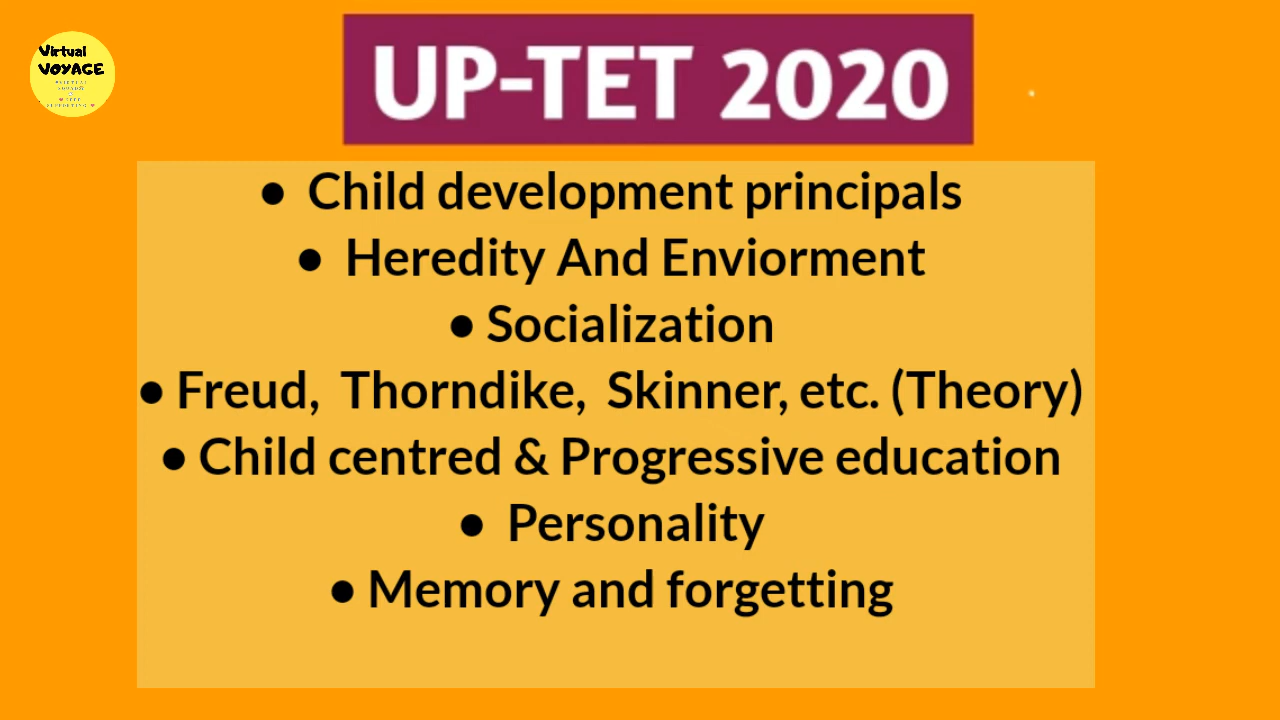 Virtual
VOYAGE
UP-TET 2020
● Child development principals
● Heredity And Enviorment
● Socialization
● Freud, Thorndike, Skinner, etc. (Theory)
● Child centred & Progressive education
● Personality
● Memory and forgetting